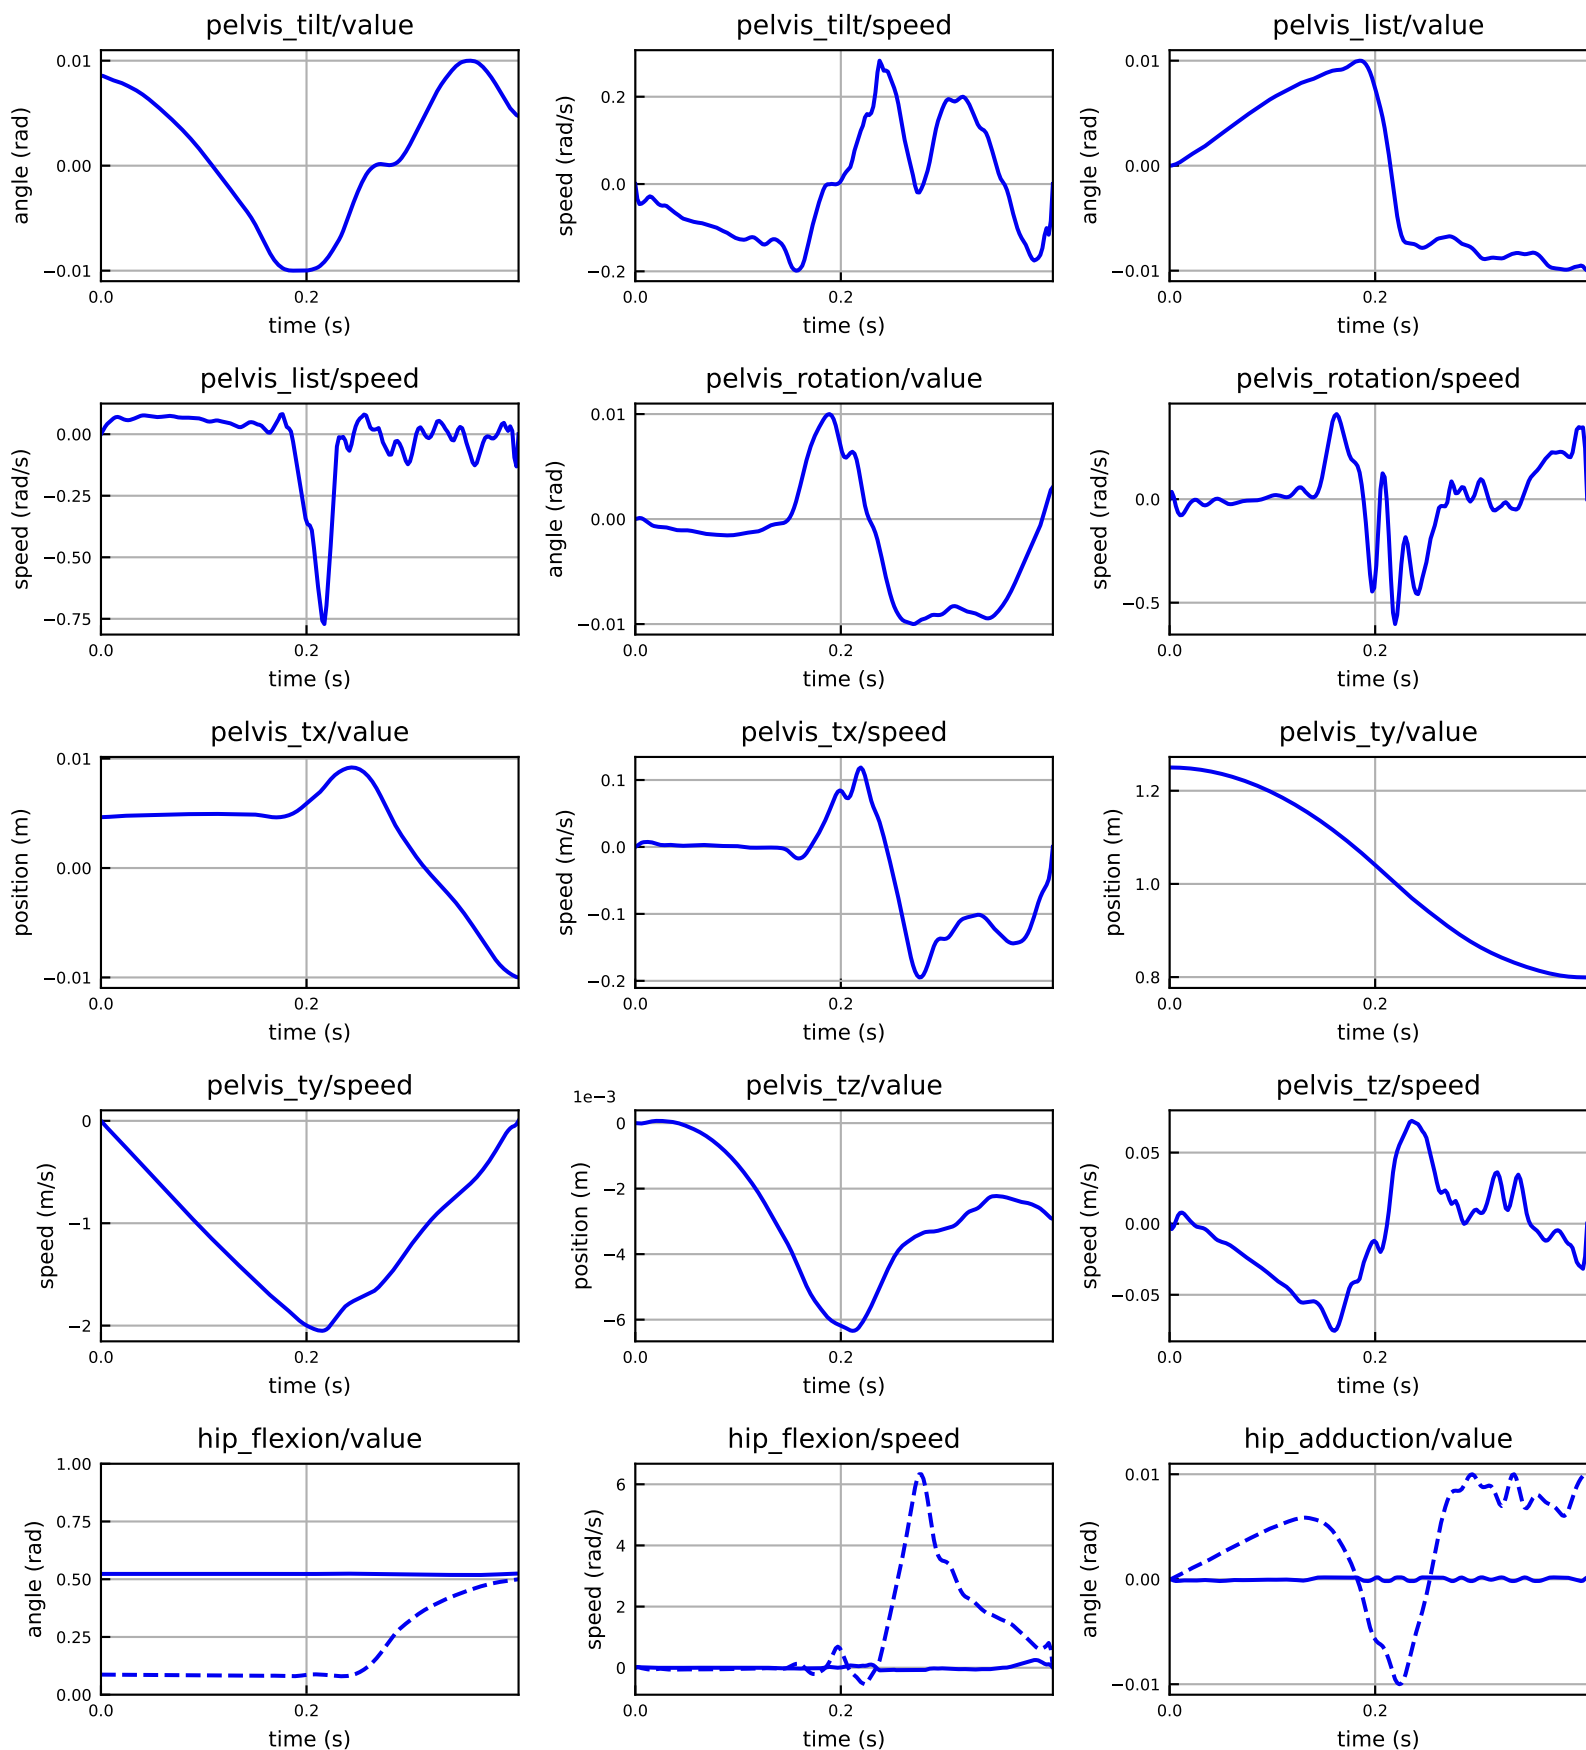 pelvis_tilt/value
pelvis_tilt/speed
pelvis_list/value
angle (rad)
0.01
0.00
−0.01
0.0
0.2
time (s)
speed (rad/s)
0.2
0.0
−0.2
0.0
0.2
time (s)
angle (rad)
0.01
0.00
−0.01
0.0
0.2
time (s)
pelvis_list/speed
pelvis_rotation/value
pelvis_rotation/speed
speed (rad/s)
0.00
−0.25
−0.50
−0.75
0.0
0.2
time (s)
angle (rad)
0.01
0.00
−0.01
0.0
0.2
time (s)
speed (rad/s)
0.0
−0.5
0.0
0.2
time (s)
pelvis_tx/value
pelvis_tx/speed
pelvis_ty/value
position (m)
0.01
0.00
−0.01
0.0
0.2
time (s)
speed (m/s)
0.1
0.0
−0.1
−0.2
0.0
0.2
time (s)
position (m)
1.2
1.0
0.8
0.0
0.2
time (s)
pelvis_ty/speed
pelvis_tz/value
pelvis_tz/speed
speed (m/s)
0
−1
−2
0.0
0.2
time (s)
1e−3
position (m)
0
−2
−4
−6
0.0
0.2
time (s)
speed (m/s)
0.05
0.00
−0.05
0.0
0.2
time (s)
hip_flexion/value
hip_flexion/speed
hip_adduction/value
angle (rad)
1.00
0.75
0.50
0.25
0.00
0.0
0.2
time (s)
speed (rad/s)
6
4
2
0
0.0
0.2
time (s)
angle (rad)
0.01
0.00
−0.01
0.0
0.2
time (s)